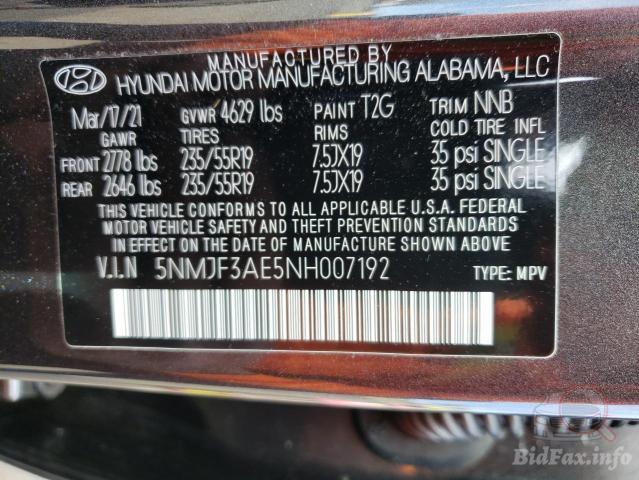 MANUFACTURED BY
HYUNDAI MOTOR MANUFACTURING ALABAMA, LLC
Mar/17/21 GVWR 4629 lbs PAINT T2G TRIM NNB
GAWR TIRES RIMS COLD TIRE INFL
FRONT 2778 lbs 235/55R19 7.5JX19 35 psi SINGLE
REAR 2646 lbs 235/55R19 7.5JX19 35 psi SINGLE
THIS VEHICLE CONFORMS TO ALL APPLICABLE U.S.A. FEDERAL
MOTOR VEHICLE SAFETY AND THEFT PREVENTION STANDARDS
IN EFFECT ON THE DATE OF MANUFACTURE SHOWN ABOVE.
V.I.N 5NMJF3AE5NH007192 TYPE: MPV
BidFax.info